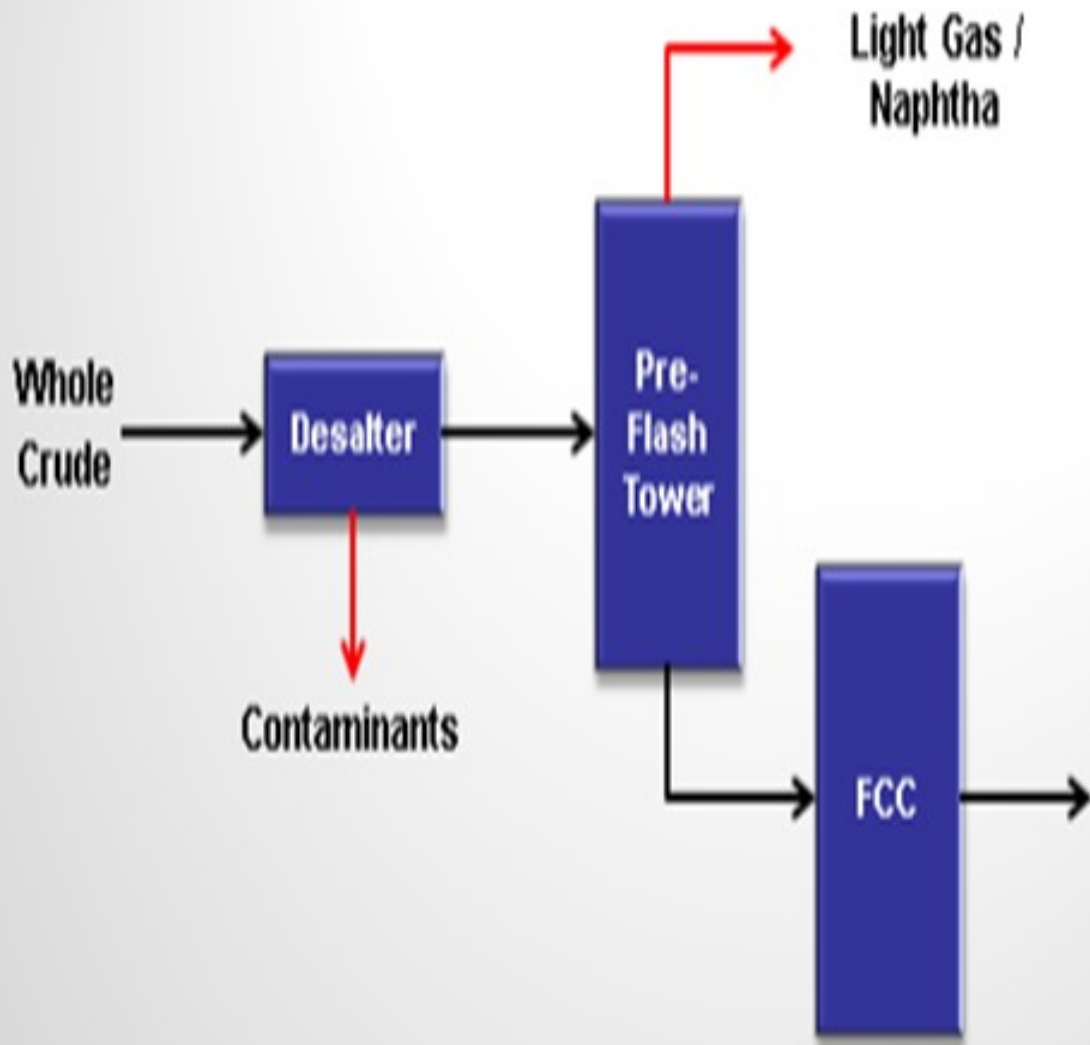 Light Gas /
Naphtha
Whole
Crude
Desalter
Pre-
Flash
Tower
Contaminants
FCC